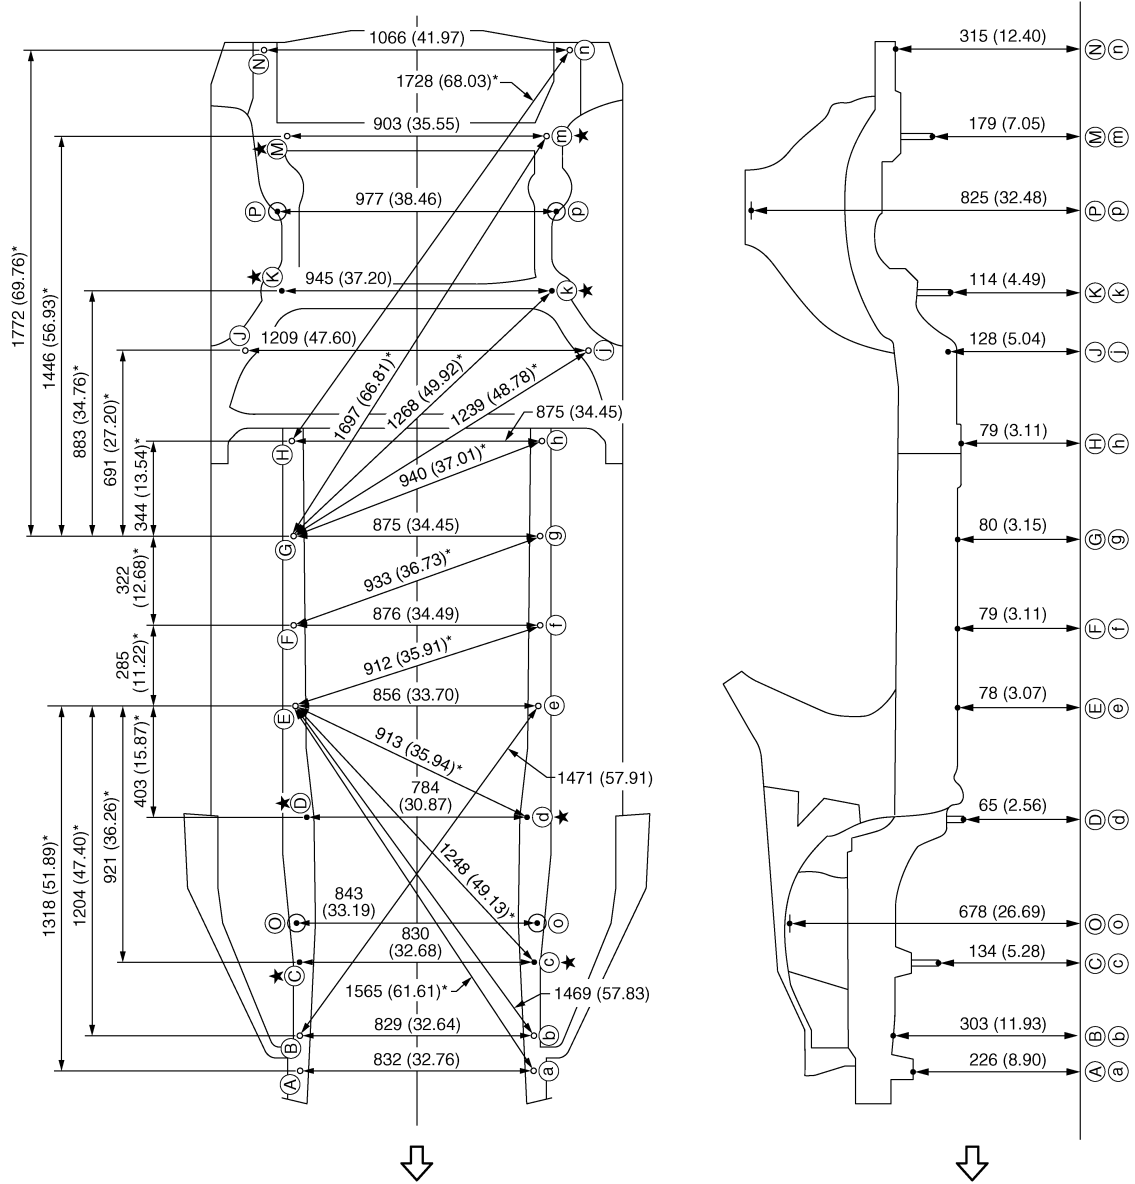 1066 (41.97)
N
n
1728 (68.03)*
903 (35.55)
★
M
m
★
P
977 (38.46)
p
★
K
945 (37.20)
k
★
J
1209 (47.60)
j
1772 (69.76)*
1446 (56.93)*
883 (34.76)*
691 (27.20)*
344 (13.54)*
1697 (66.81)*
1268 (49.92)*
1239 (48.78)*
875 (34.45)
H
h
940 (37.01)*
G
875 (34.45)
g
322
(12.68)*
933 (36.73)*
F
876 (34.49)
f
285
(11.22)*
912 (35.91)*
E
856 (33.70)
e
403 (15.87)*
913 (35.94)*
1471 (57.91)
784
(30.87)
★
D
d
★
921 (36.26)*
1204 (47.40)*
1318 (51.89)*
1248 (49.13)*
843
(33.19)
O
o
830
(32.68)
★
C
c
★
1565 (61.61)*
1469 (57.83)
B
829 (32.64)
b
A
832 (32.76)
a
315 (12.40)
N n
179 (7.05)
M m
825 (32.48)
P p
114 (4.49)
K k
128 (5.04)
J j
79 (3.11)
H h
80 (3.15)
G g
79 (3.11)
F f
78 (3.07)
E e
65 (2.56)
D d
678 (26.69)
O o
134 (5.28)
C c
303 (11.93)
B b
226 (8.90)
A a